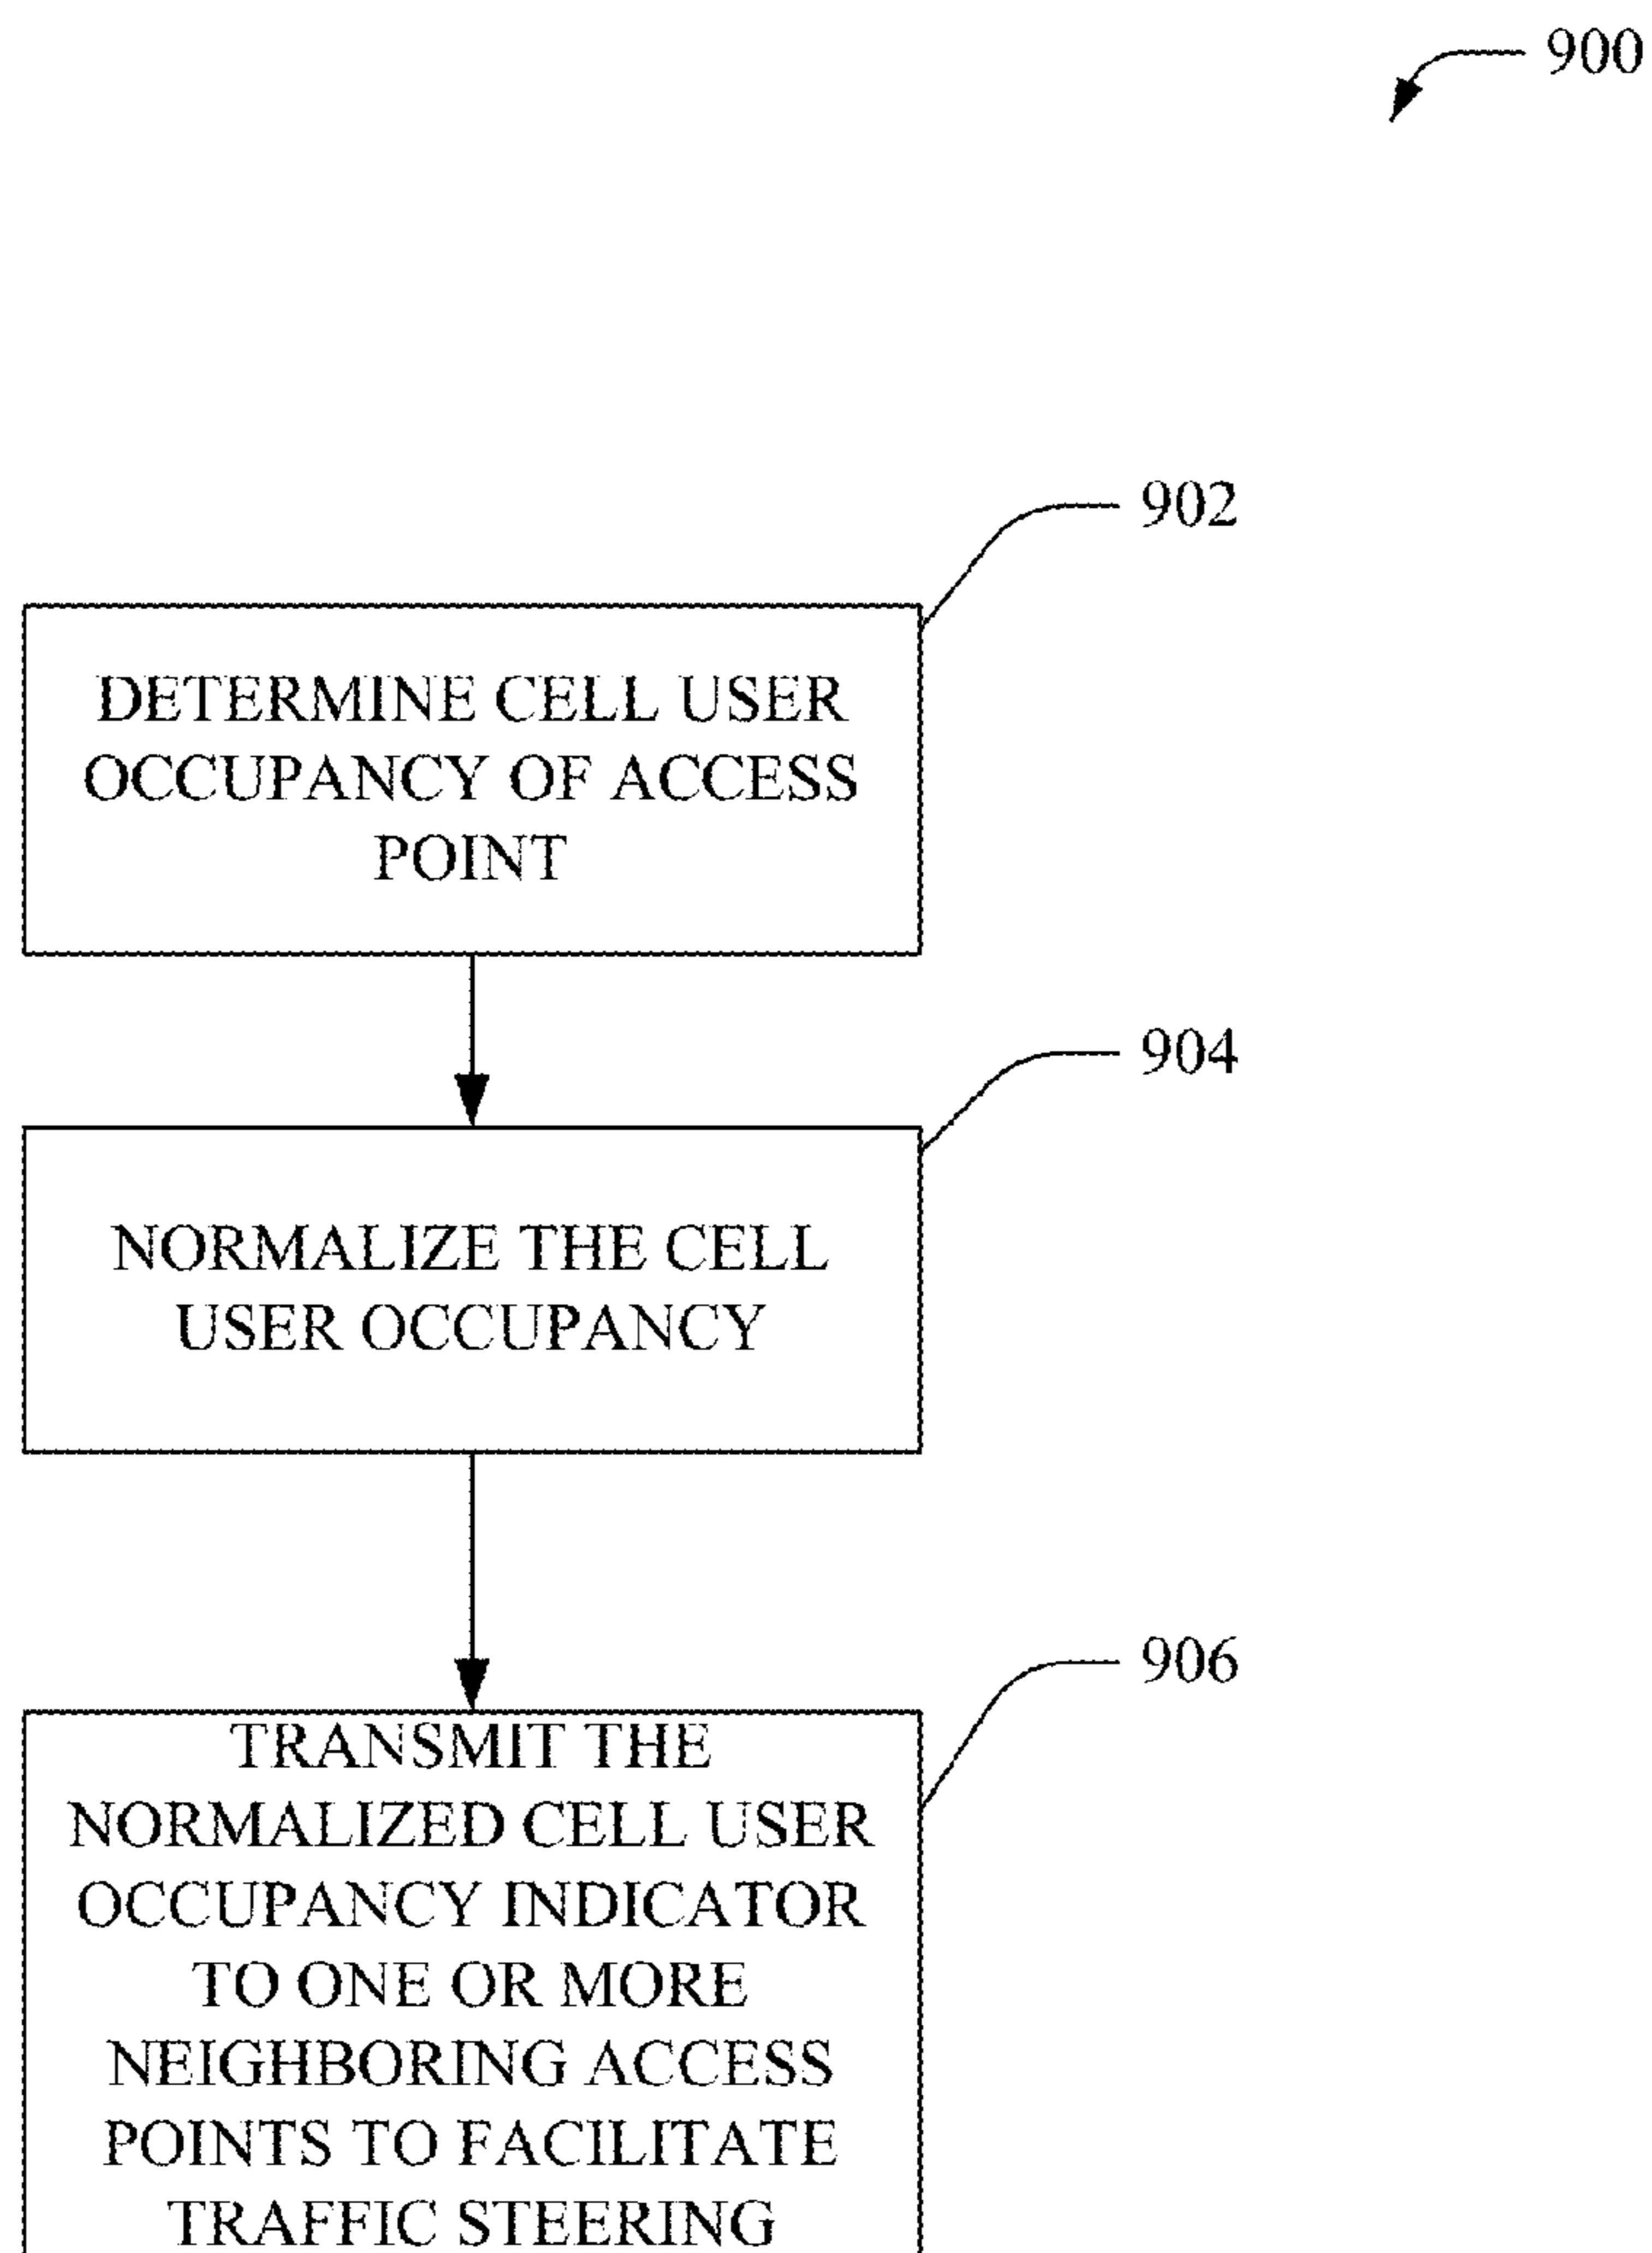 900
902
DETERMINE CELL USER
OCCUPANCY OF ACCESS
POINT
904
NORMALIZE THE CELL
USER OCCUPANCY
906
TRANSMIT THE
NORMALIZED CELL USER
OCCUPANCY INDICATOR
TO ONE OR MORE
NEIGHBORING ACCESS
POINTS TO FACILITATE
TRAFFIC STEERING